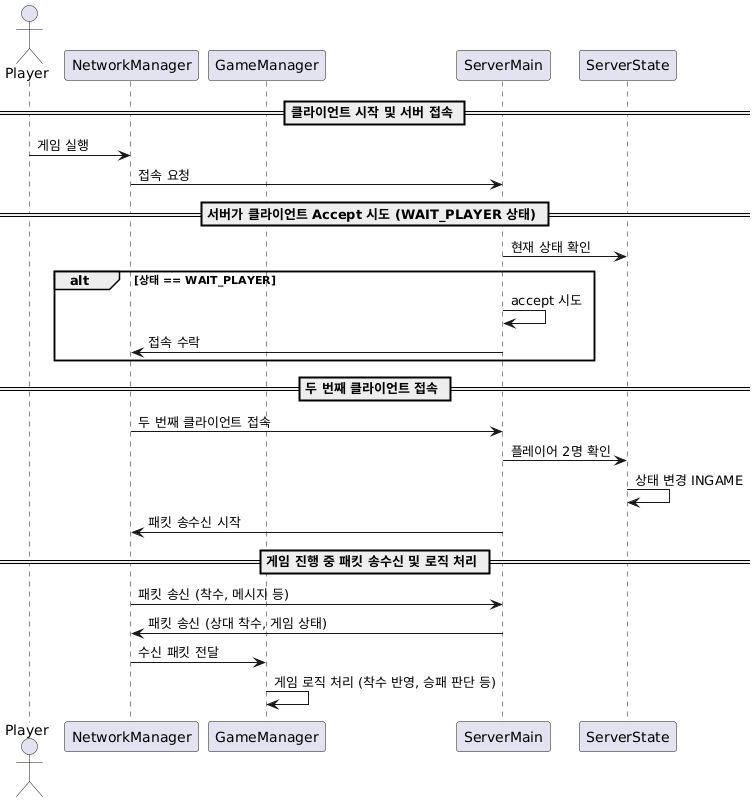 Player
NetworkManager
GameManager
ServerMain
ServerState
클라이언트 시작 및 서버 접속
게임 실행
접속 요청
서버가 클라이언트 Accept 시도 (WAIT_PLAYER 상태)
현재 상태 확인
alt
[상태 == WAIT_PLAYER]
accept 시도
접속 수락
두 번째 클라이언트 접속
두 번째 클라이언트 접속
플레이어 2명 확인
상태 변경 INGAME
패킷 송수신 시작
게임 진행 중 패킷 송수신 및 로직 처리
패킷 송신 (착수, 메시지 등)
패킷 송신 (상대 착수, 게임 상태)
수신 패킷 전달
게임 로직 처리 (착수 반영, 승패 판단 등)
Player
NetworkManager
GameManager
ServerMain
ServerState